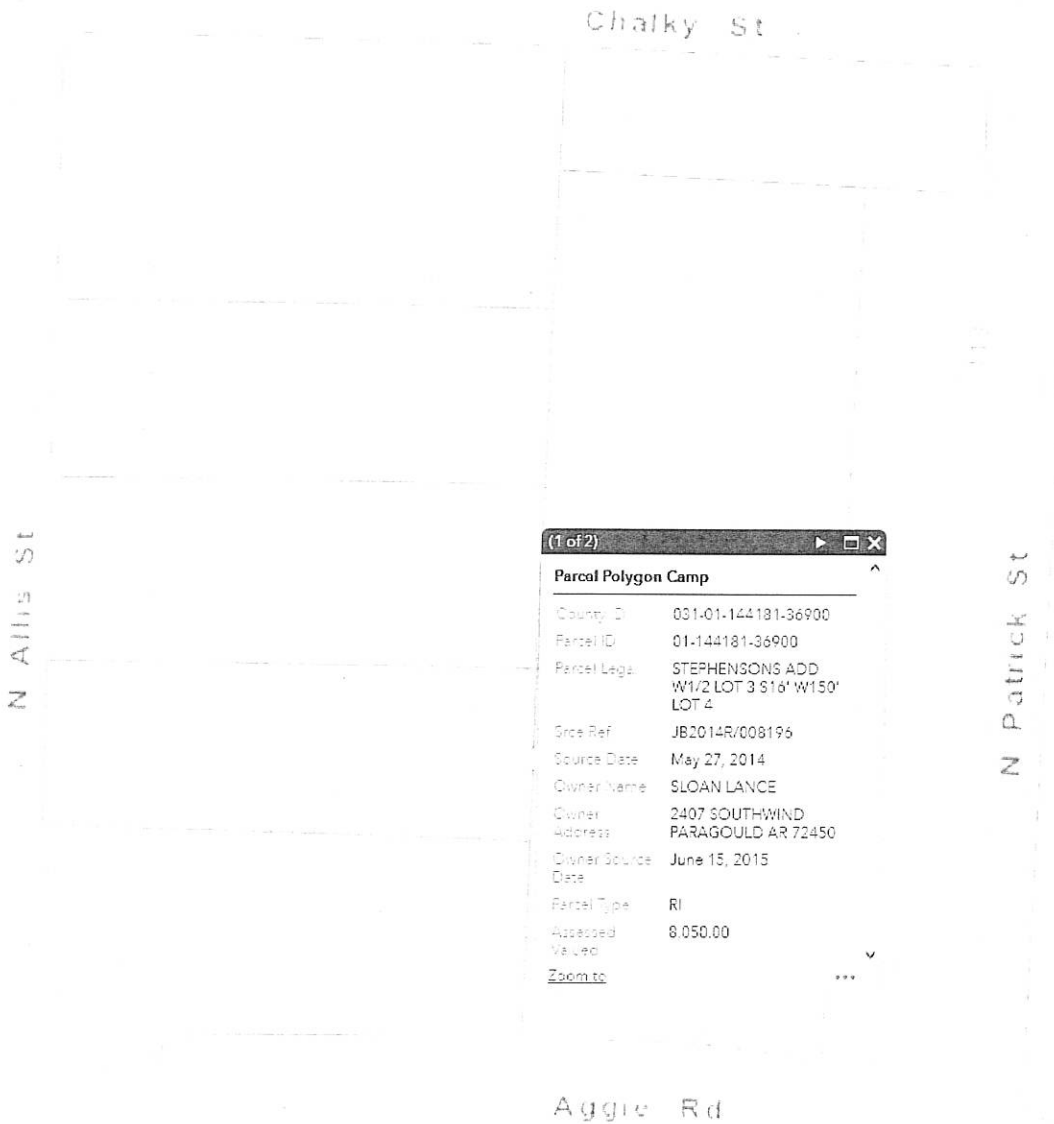 Chalky St
N Allis St
N Patrick St
(1 of 2)
Parcel Polygon Camp
County ID 031-01-144181-36900
Parcel ID 01-144181-36900
Parcel Legal STEPHENSONS ADD
W1/2 LOT 3 S16' W150'
LOT 4
Srce Ref JB2014R/008196
Source Date May 27, 2014
Owner Name SLOAN LANCE
Owner 2407 SOUTHWIND
Address PARAGOULD AR 72450
Owner Source June 15, 2015
Date
Parcel Type RI
Assessed 8,050.00
Valued
Zoom to
Aggie Rd